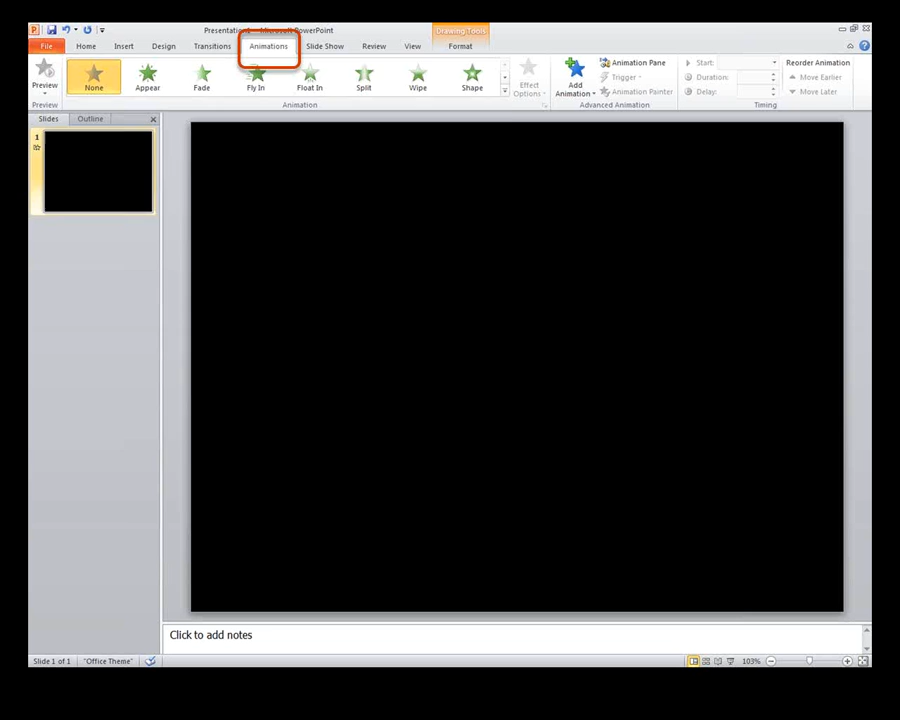 Presentation1 - Microsoft PowerPoint
Drawing Tools
File Home Insert Design Transitions Animations Slide Show Review View Format
Preview
None Appear Fade Fly In Float In Split Wipe Shape
Effect Options
Add Animation
Animation Pane
Trigger
Animation Painter
Start:
Duration:
Delay:
Reorder Animation
Move Earlier
Move Later
Preview Animation Advanced Animation Timing
Slides Outline
1
Click to add notes
Slide 1 of 1 "Office Theme" 103%